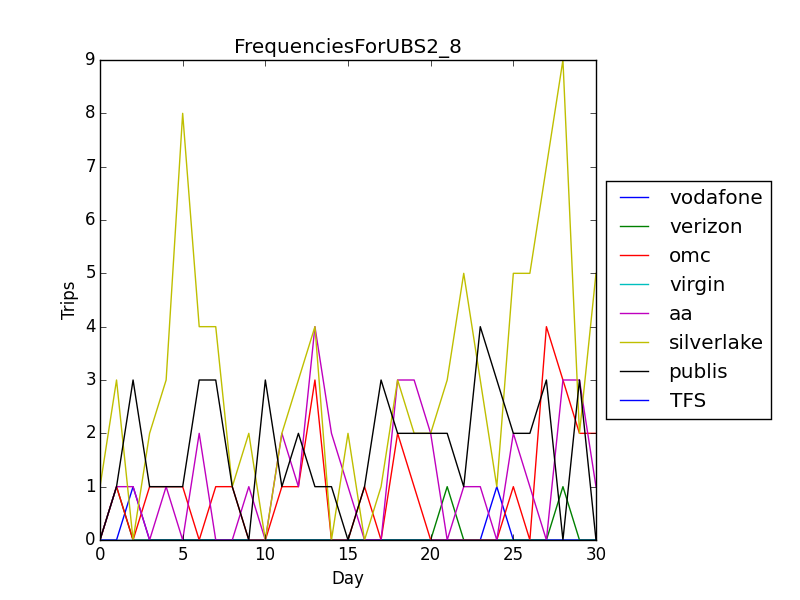 FrequenciesForUBS2_8
9
8
7
6
5
4
3
2
1
0
Trips
0 5 10 15 20 25 30
Day
vodafone
verizon
omc
virgin
aa
silverlake
publis
TFS